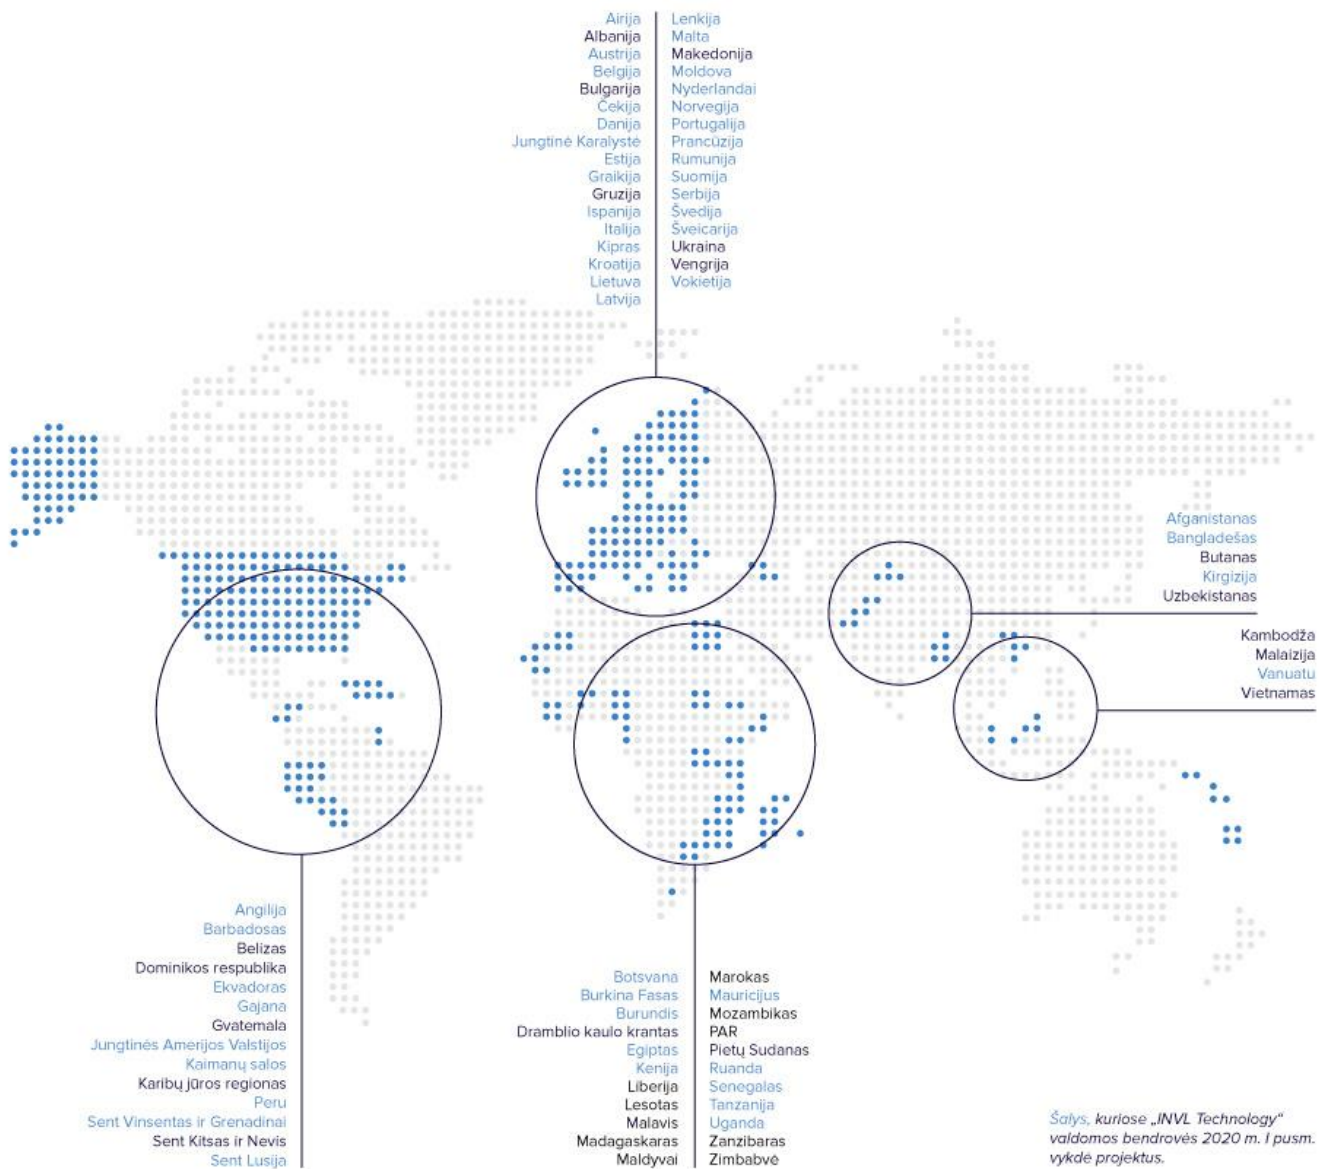 Airija
Albanija
Austrija
Belgija
Bulgarija
Čekija
Danija
Jungtinė Karalystė
Estija
Graikija
Gruzija
Ispanija
Italija
Kipras
Kroatija
Lietuva
Latvija
Lenkija
Malta
Makedonija
Moldova
Nyderlandai
Norvegija
Portugalija
Prancūzija
Rumunija
Suomija
Serbija
Švedija
Šveicarija
Ukraina
Vengrija
Vokietija
Afganistanas
Bangladešas
Butanas
Kirgizija
Uzbekistanas
Kambodža
Malaizija
Vanuatu
Vietnamas
Angilija
Barbadosas
Belizas
Dominikos respublika
Ekvadoras
Gajana
Gvatemala
Jungtinės Amerijos Valstijos
Kaimanų salos
Karibų jūros regionas
Peru
Sent Vinsentas ir Grenadinai
Sent Kitsas ir Nevis
Sent Lusija
Botsvana
Burkina Fasas
Burundis
Dramblio kaulo krantas
Egiptas
Kenija
Liberija
Lesotas
Malavis
Madagaskaras
Maldyvai
Marokas
Mauricijus
Mozambikas
PAR
Pietų Sudanas
Ruanda
Senegalas
Tanzanija
Uganda
Zanzibaras
Zimbabvė
Šalys, kuriose „INVL Technology“
valdomos bendrovės 2020 m. I pusm.
vykdė projektus.